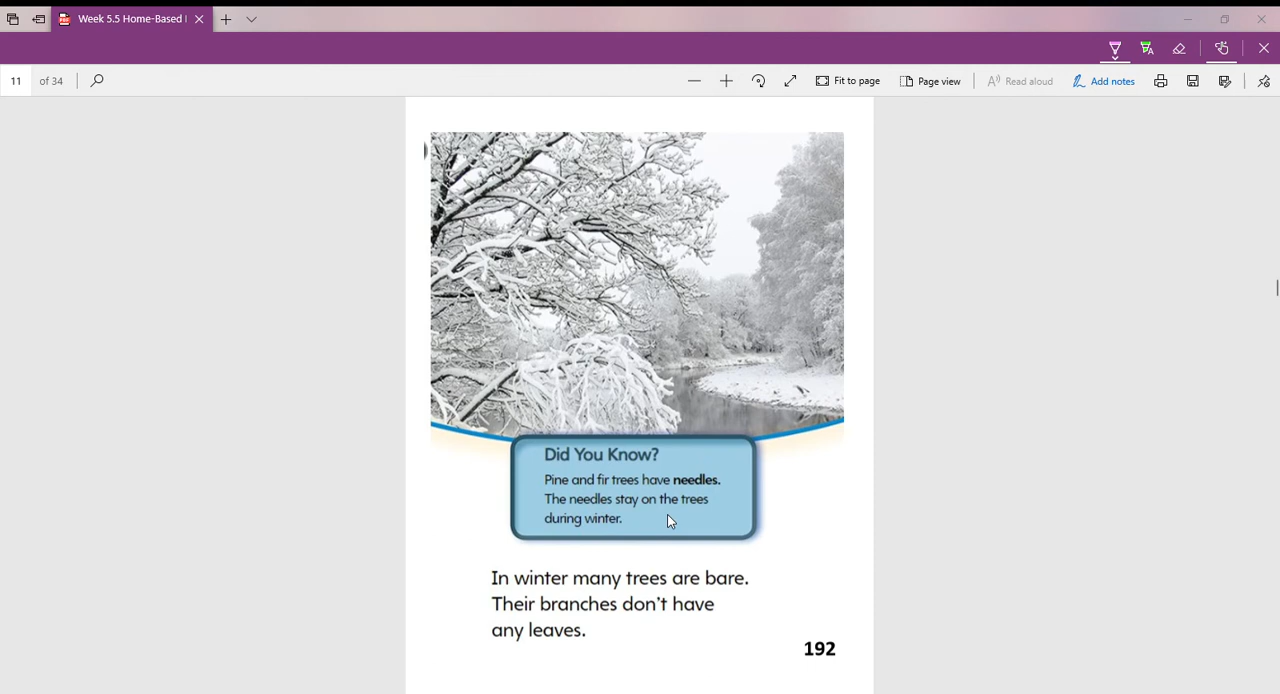 Week 5.5 Home-Based I
11 of 34
Fit to page
Page view
Read aloud
Add notes
Did You Know?
Pine and fir trees have needles.
The needles stay on the trees
during winter.
In winter many trees are bare.
Their branches don't have
any leaves.
192